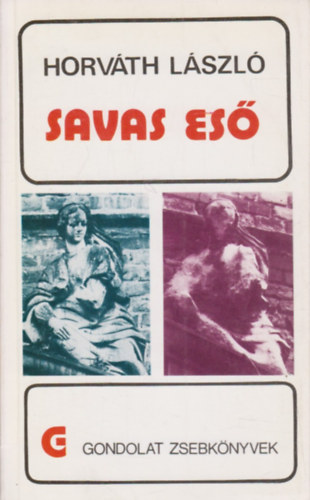 HORVÁTH LÁSZLÓ
SAVAS ESŐ
G GONDOLAT ZSEBKÖNYVEK